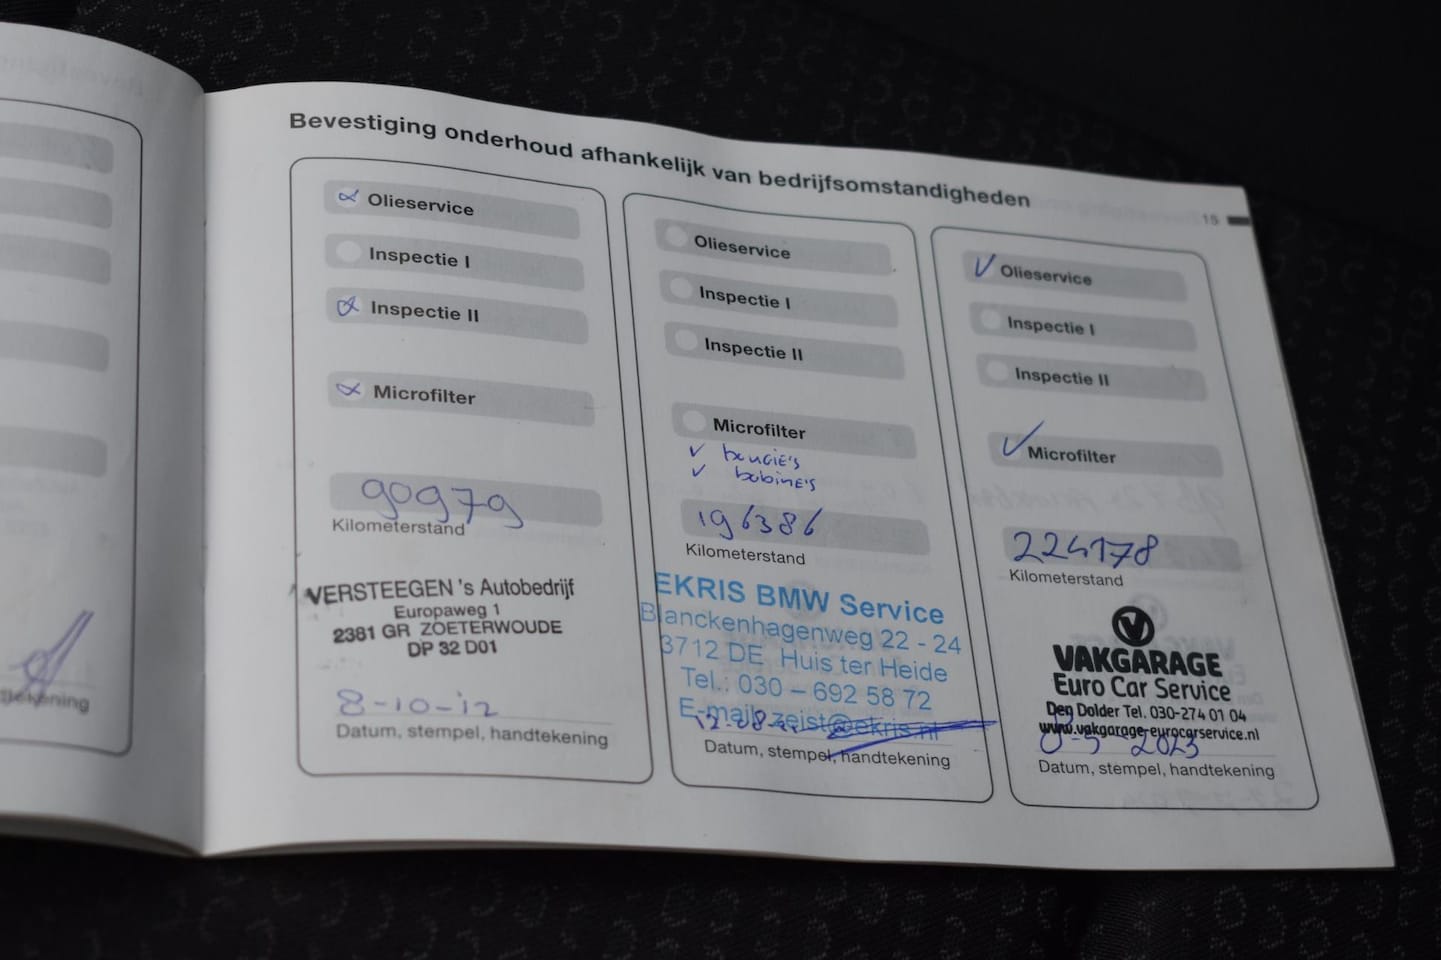 Bevestiging onderhoud afhankelijk van bedrijfsomstandigheden
15
Olieservice
Inspectie I
Inspectie II
Microfilter
90979
Kilometerstand
VERSTEEGEN 's Autobedrijf
Europaweg 1
2381 GR ZOETERWOUDE
DP 32 D01
8-10-12
Datum, stempel, handtekening
Olieservice
Inspectie I
Inspectie II
Microfilter
✓ bougie's
✓ bobine's
196386
Kilometerstand
EKRIS BMW Service
Blanckenhagenweg 22 - 24
3712 DE Huis ter Heide
Tel.: 030 – 692 58 72
E-mail: zeist@ekris.nl
Datum, stempel, handtekening
✓ Olieservice
Inspectie I
Inspectie II
✓ Microfilter
224178
Kilometerstand
VAKGARAGE
Euro Car Service
Den Dolder Tel. 030-274 01 04
www.vakgarage-eurocarservice.nl
2023
Datum, stempel, handtekening